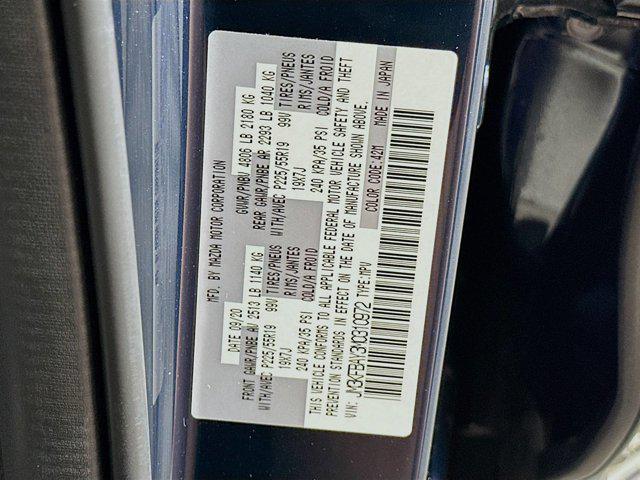 MFD. BY MAZDA MOTOR CORPORATION
DATE 09/20 GVWR/PNBV 4806 LB 2180 KG
FRONT GAWR/PNBE AV 2513 LB 1140 KG REAR GAWR/PNBE AR 2293 LB 1040 KG
WITH/AVEC P225/55R19 99V TIRES/PNEUS WITH/AVEC P225/55R19 99V TIRES/PNEUS
19X7J RIMS/JANTES 19X7J RIMS/JANTES
240 KPA/35 PSI COLD/A FROID 240 KPA/35 PSI COLD/A FROID
THIS VEHICLE CONFORMS TO ALL APPLICABLE FEDERAL MOTOR VEHICLE SAFETY AND THEFT
PREVENTION STANDARDS IN EFFECT ON THE DATE OF MANUFACTURE SHOWN ABOVE.
VIN: TYPE:MPV COLOR CODE:42M MADE IN JAPAN